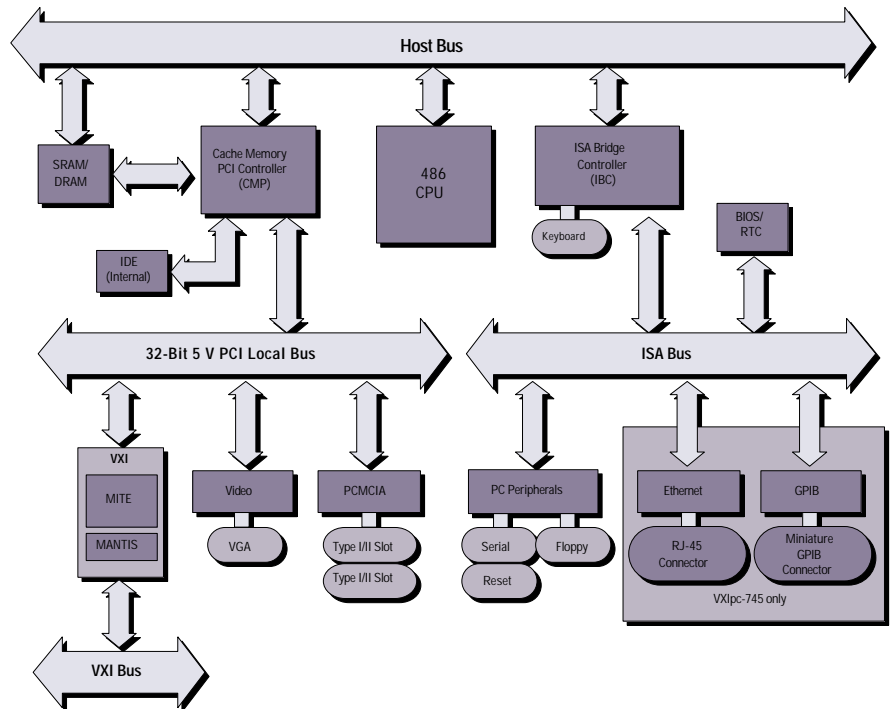 Host Bus
SRAM/
DRAM
Cache Memory
PCI Controller
(CMP)
486
CPU
ISA Bridge
Controller
(IBC)
Keyboard
BIOS/
RTC
IDE
(Internal)
32-Bit 5 V PCI Local Bus
ISA Bus
VXI
MITE
MANTIS
Video
VGA
PCMCIA
Type I/II Slot
Type I/II Slot
PC Peripherals
Serial
Floppy
Reset
Ethernet
RJ-45
Connector
GPIB
Miniature
GPIB
Connector
VXIpc-745 only
VXI Bus